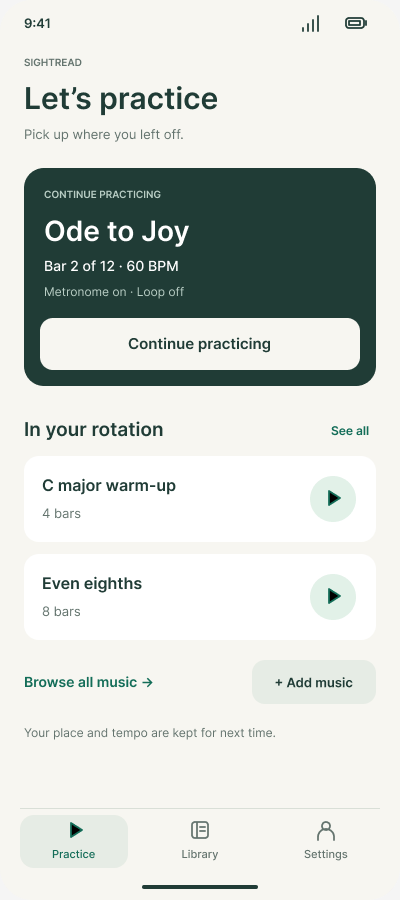 9:41
SIGHTREAD
Let’s practice
Pick up where you left off.
CONTINUE PRACTICING
Ode to Joy
Bar 2 of 12 · 60 BPM
Metronome on · Loop off
Continue practicing
In your rotation
See all
C major warm-up
4 bars
Even eighths
8 bars
Browse all music →
+ Add music
Your place and tempo are kept for next time.
Practice
Library
Settings